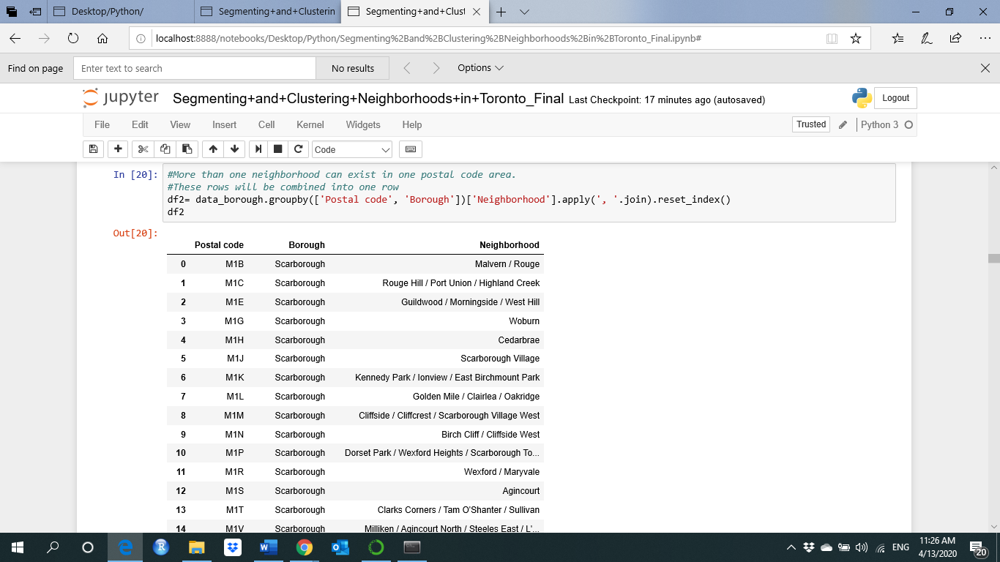 Desktop/Python/
Segmenting+and+Clusterin
Segmenting+and+Clust
localhost:8888/notebooks/Desktop/Python/Segmenting%2Band%2BClustering%2BNeighborhoods%2Bin%2BToronto_Final.ipynb#
Find on page
Enter text to search
No results
Options
jupyter
Segmenting+and+Clustering+Neighborhoods+in+Toronto_Final Last Checkpoint: 17 minutes ago (autosaved)
Logout
File Edit View Insert Cell Kernel Widgets Help
Trusted
Python 3
Code
In [20]: #More than one neighborhood can exist in one postal code area.
#These rows will be combined into one row
df2= data_borough.groupby(['Postal code', 'Borough'])['Neighborhood'].apply(', '.join).reset_index()
df2
Out[20]:
Postal code Borough Neighborhood
0 M1B Scarborough Malvern / Rouge
1 M1C Scarborough Rouge Hill / Port Union / Highland Creek
2 M1E Scarborough Guildwood / Morningside / West Hill
3 M1G Scarborough Woburn
4 M1H Scarborough Cedarbrae
5 M1J Scarborough Scarborough Village
6 M1K Scarborough Kennedy Park / Ionview / East Birchmount Park
7 M1L Scarborough Golden Mile / Clairlea / Oakridge
8 M1M Scarborough Cliffside / Cliffcrest / Scarborough Village West
9 M1N Scarborough Birch Cliff / Cliffside West
10 M1P Scarborough Dorset Park / Wexford Heights / Scarborough To...
11 M1R Scarborough Wexford / Maryvale
12 M1S Scarborough Agincourt
13 M1T Scarborough Clarks Corners / Tam O'Shanter / Sullivan
14 M1V Scarborough Milliken / Agincourt North / Steeles East / L'...
ENG
11:26 AM
4/13/2020
20